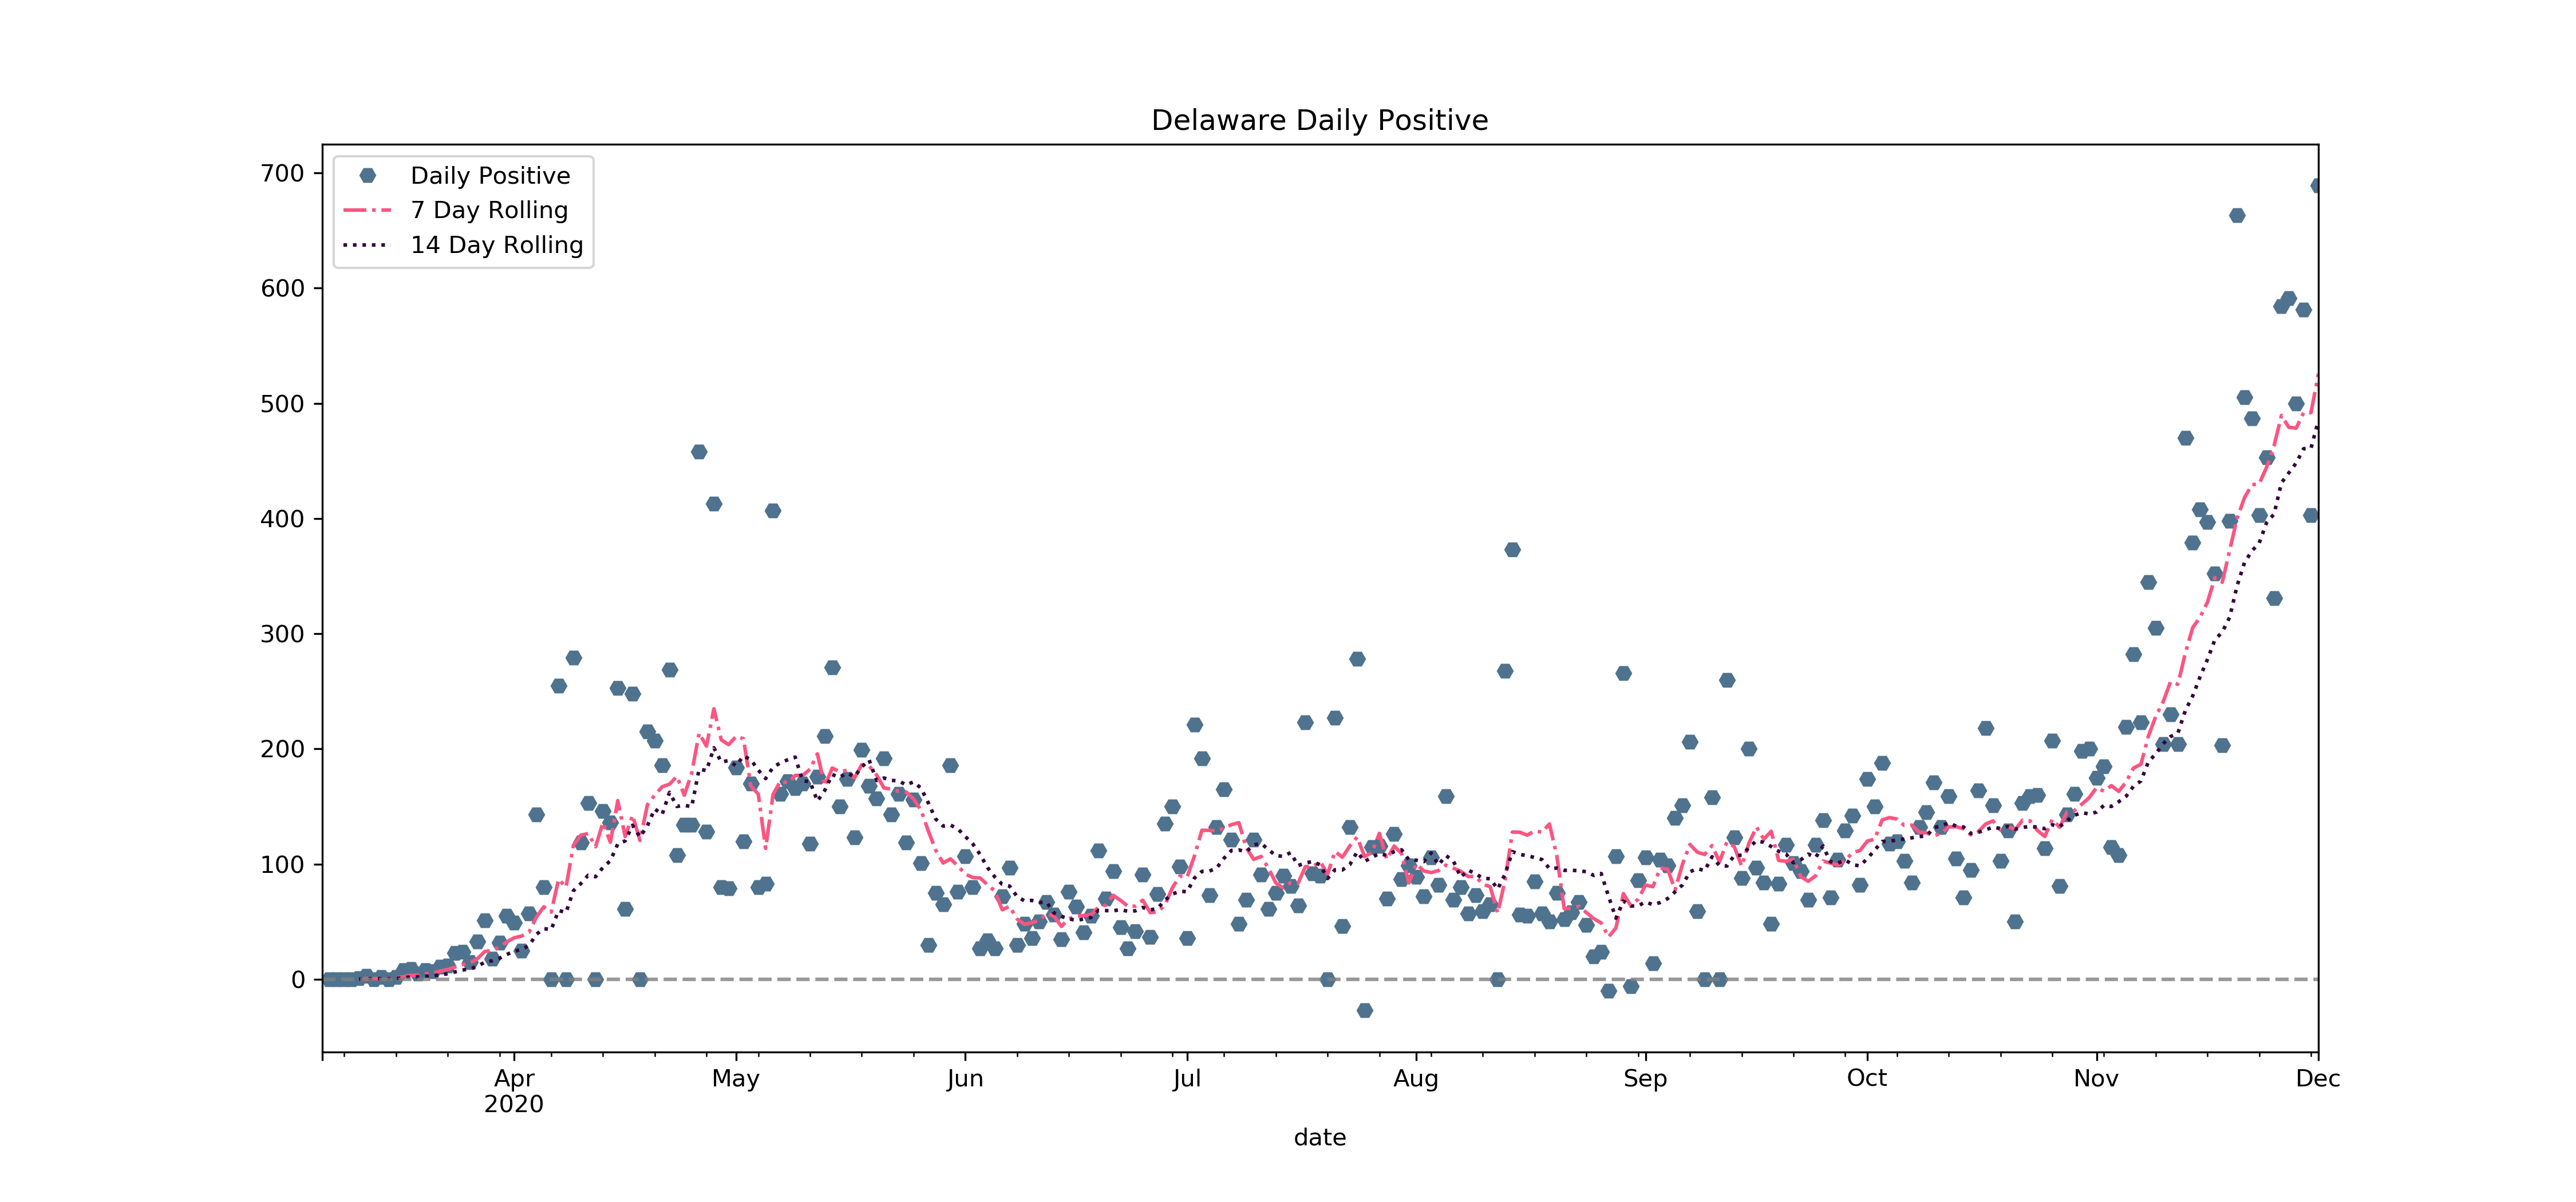 Delaware Daily Positive
Daily Positive
7 Day Rolling
14 Day Rolling
700
600
500
400
300
200
100
0
Apr May Jun Jul Aug Sep Oct Nov Dec
2020
date